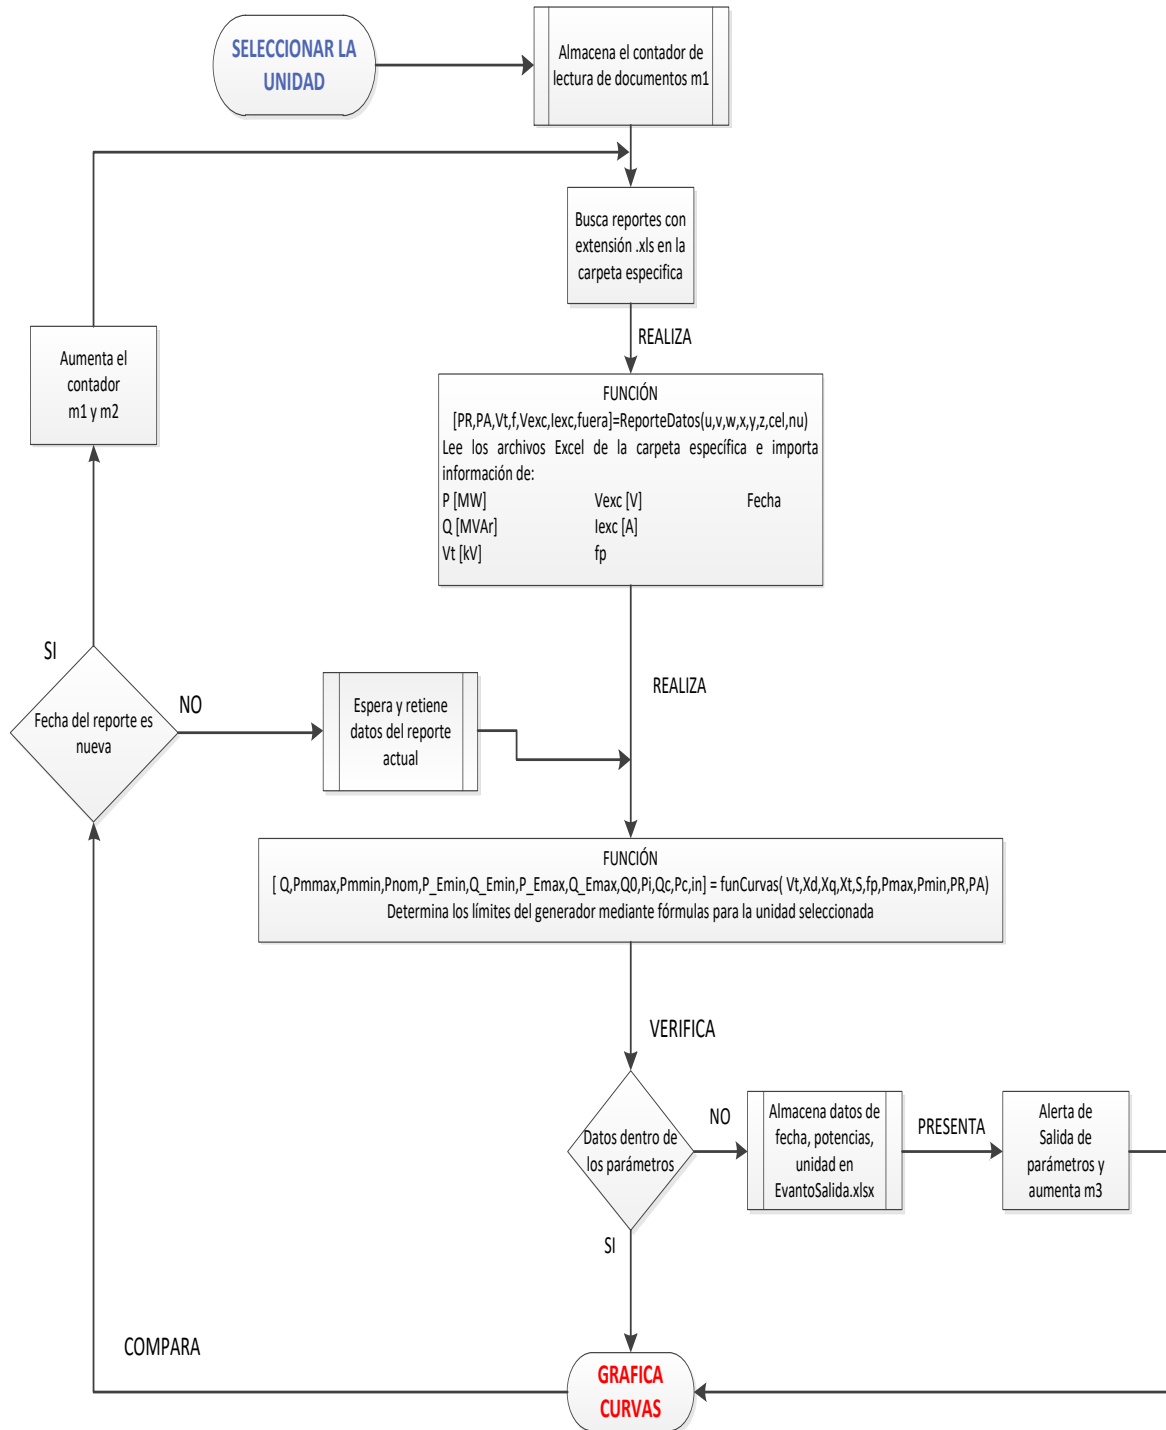 SELECCIONAR LA
UNIDAD
Almacena el contador de
lectura de documentos m1
Busca reportes con
extensión .xls en la
carpeta especifica
REALIZA
Aumenta el
contador
m1 y m2
FUNCIÓN
[PR,PA,Vt,f,Vexc,Iexc,fuera]=ReporteDatos(u,v,w,x,y,z,cel,nu)
Lee los archivos Excel de la carpeta específica e importa
información de:
P [MW] Vexc [V] Fecha
Q [MVAr] Iexc [A]
Vt [kV] fp
SI
Fecha del reporte es
nueva
NO
Espera y retiene
datos del reporte
actual
REALIZA
FUNCIÓN
[ Q,Pmmax,Pmmin,Pnom,P_Emin,Q_Emin,P_Emax,Q_Emax,Q0,Pi,Qc,Pc,in] = funCurvas( Vt,Xd,Xq,Xt,S,fp,Pmax,Pmin,PR,PA)
Determina los límites del generador mediante fórmulas para la unidad seleccionada
VERIFICA
Datos dentro de
los parámetros
NO
Almacena datos de
fecha, potencias,
unidad en
EvantoSalida.xlsx
PRESENTA
Alerta de
Salida de
parámetros y
aumenta m3
SI
COMPARA
GRAFICA
CURVAS